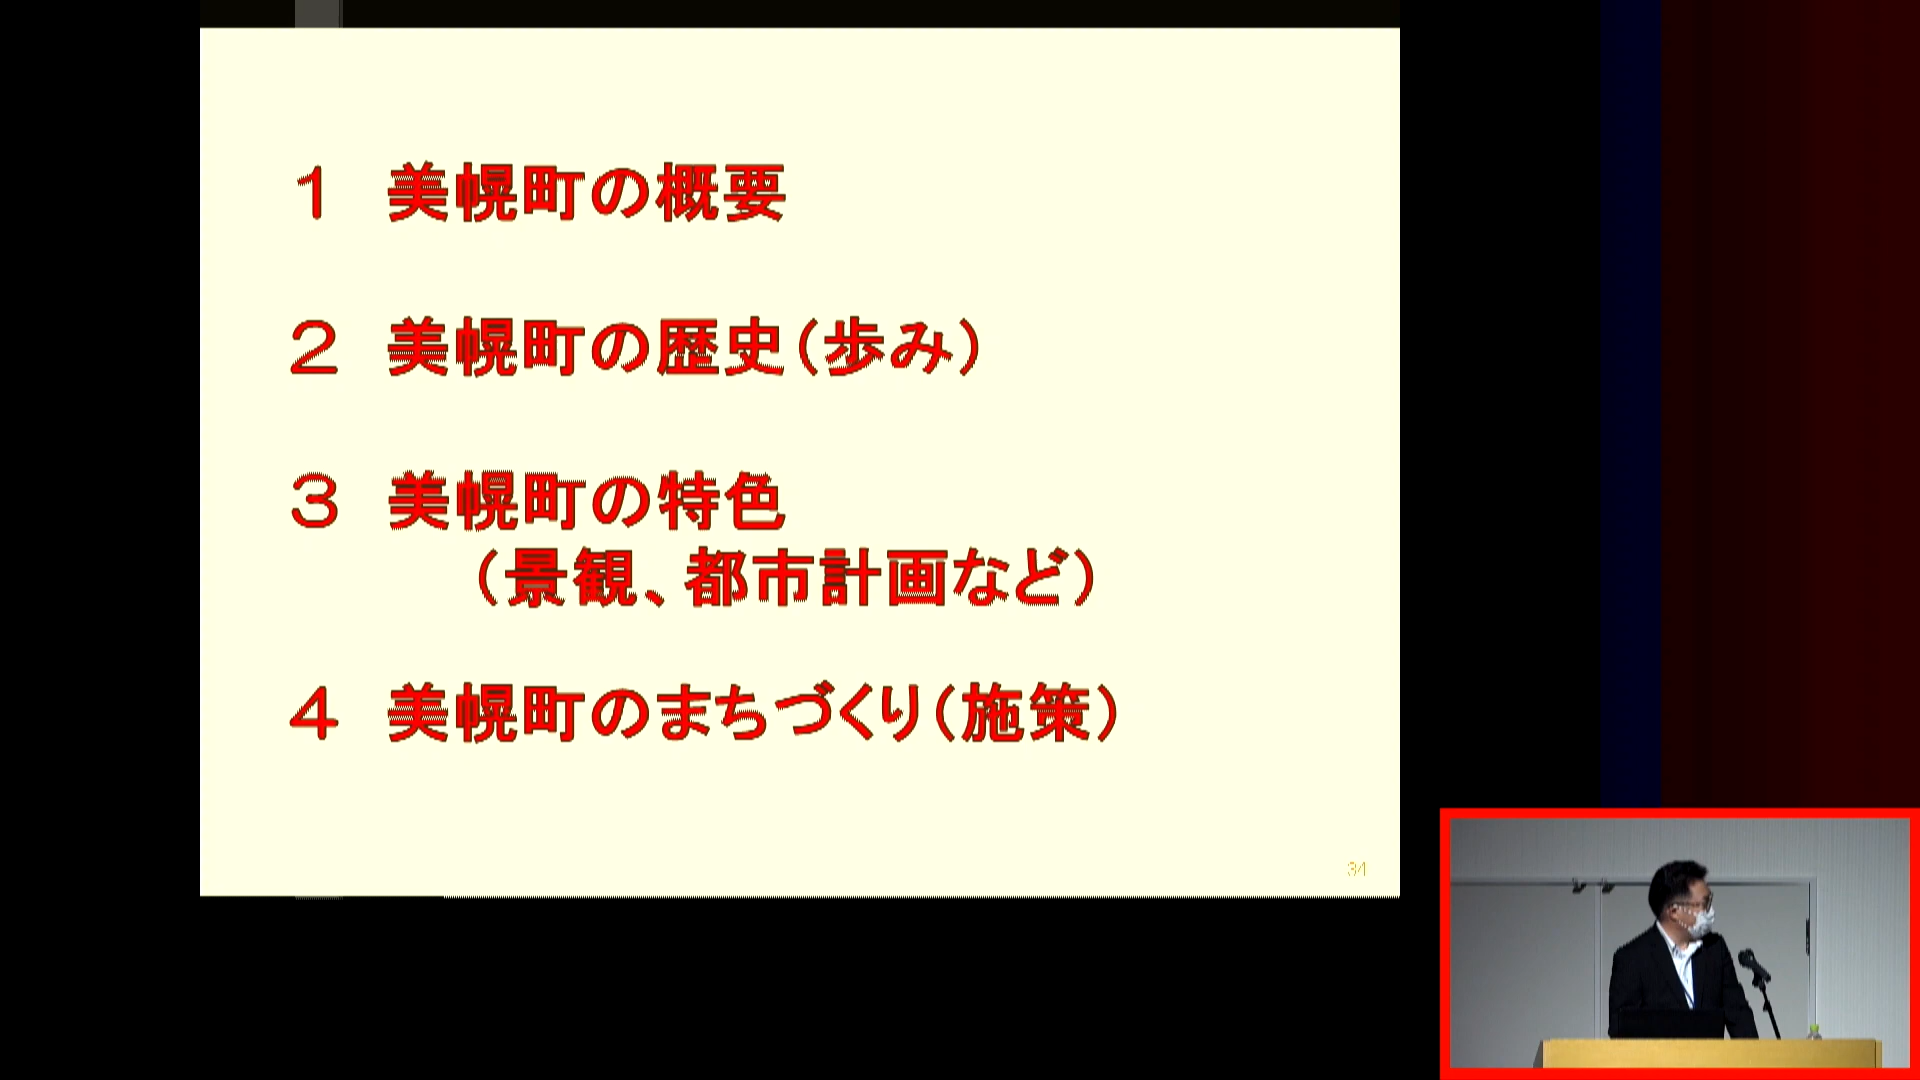 １　美幌町の概要
２　美幌町の歴史（歩み）
３　美幌町の特色
（景観、都市計画など）
４　美幌町のまちづくり（施策）
34